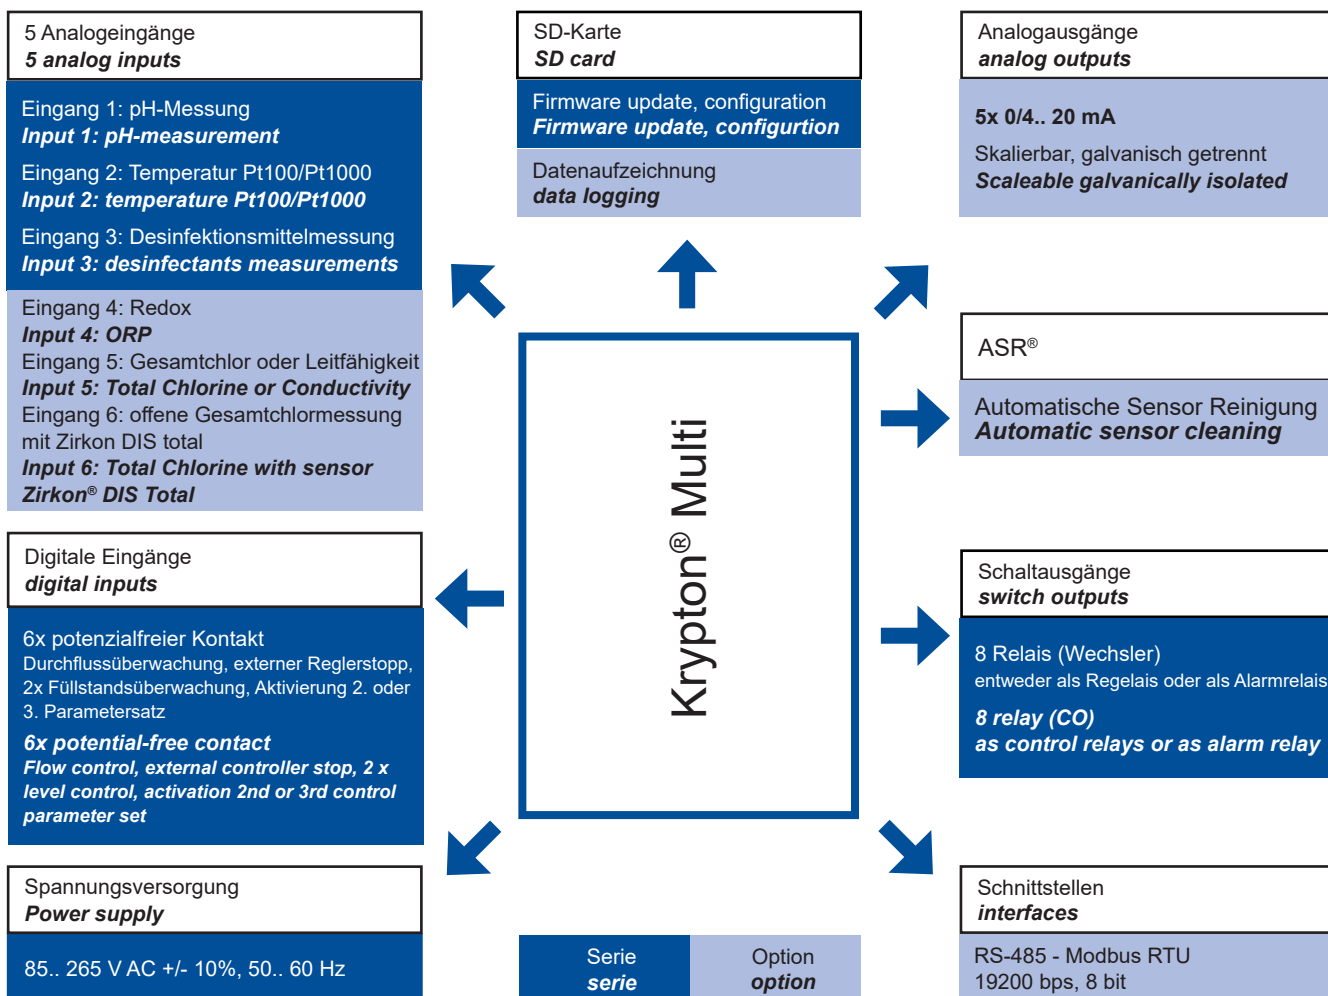 5 Analogeingänge
5 analog inputs
Eingang 1: pH-Messung
Input 1: pH-measurement
Eingang 2: Temperatur Pt100/Pt1000
Input 2: temperature Pt100/Pt1000
Eingang 3: Desinfektionsmittelmessung
Input 3: desinfectants measurements
Eingang 4: Redox
Input 4: ORP
Eingang 5: Gesamtchlor oder Leitfähigkeit
Input 5: Total Chlorine or Conductivity
Eingang 6: offene Gesamtchlormessung
mit Zirkon DIS total
Input 6: Total Chlorine with sensor
Zirkon® DIS Total
Digitale Eingänge
digital inputs
6x potenzialfreier Kontakt
Durchflussüberwachung, externer Reglerstopp,
2x Füllstandsüberwachung, Aktivierung 2. oder
3. Parametersatz
6x potential-free contact
Flow control, external controller stop, 2 x
level control, activation 2nd or 3rd control
parameter set
Spannungsversorgung
Power supply
85.. 265 V AC +/- 10%, 50.. 60 Hz
SD-Karte
SD card
Firmware update, configuration
Firmware update, configurtion
Datenaufzeichnung
data logging
Krypton® Multi
Serie
serie
Option
option
Analogausgänge
analog outputs
5x 0/4.. 20 mA
Skalierbar, galvanisch getrennt
Scaleable galvanically isolated
ASR®
Automatische Sensor Reinigung
Automatic sensor cleaning
Schaltausgänge
switch outputs
8 Relais (Wechsler)
entweder als Regelais oder als Alarmrelais
8 relay (CO)
as control relays or as alarm relay
Schnittstellen
interfaces
RS-485 - Modbus RTU
19200 bps, 8 bit